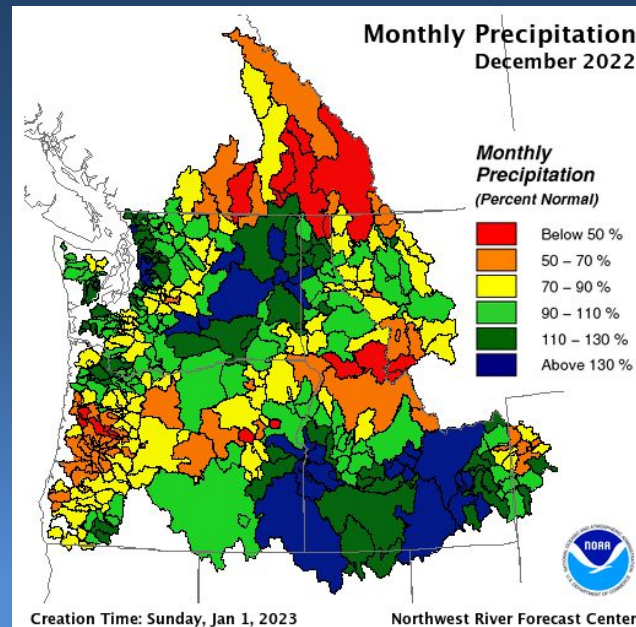 Monthly Precipitation
December 2022
Monthly
Precipitation
(Percent Normal)
Below 50 %
50 – 70 %
70 – 90 %
90 – 110 %
110 – 130 %
Above 130 %
NOAA
Creation Time: Sunday, Jan 1, 2023
Northwest River Forecast Center